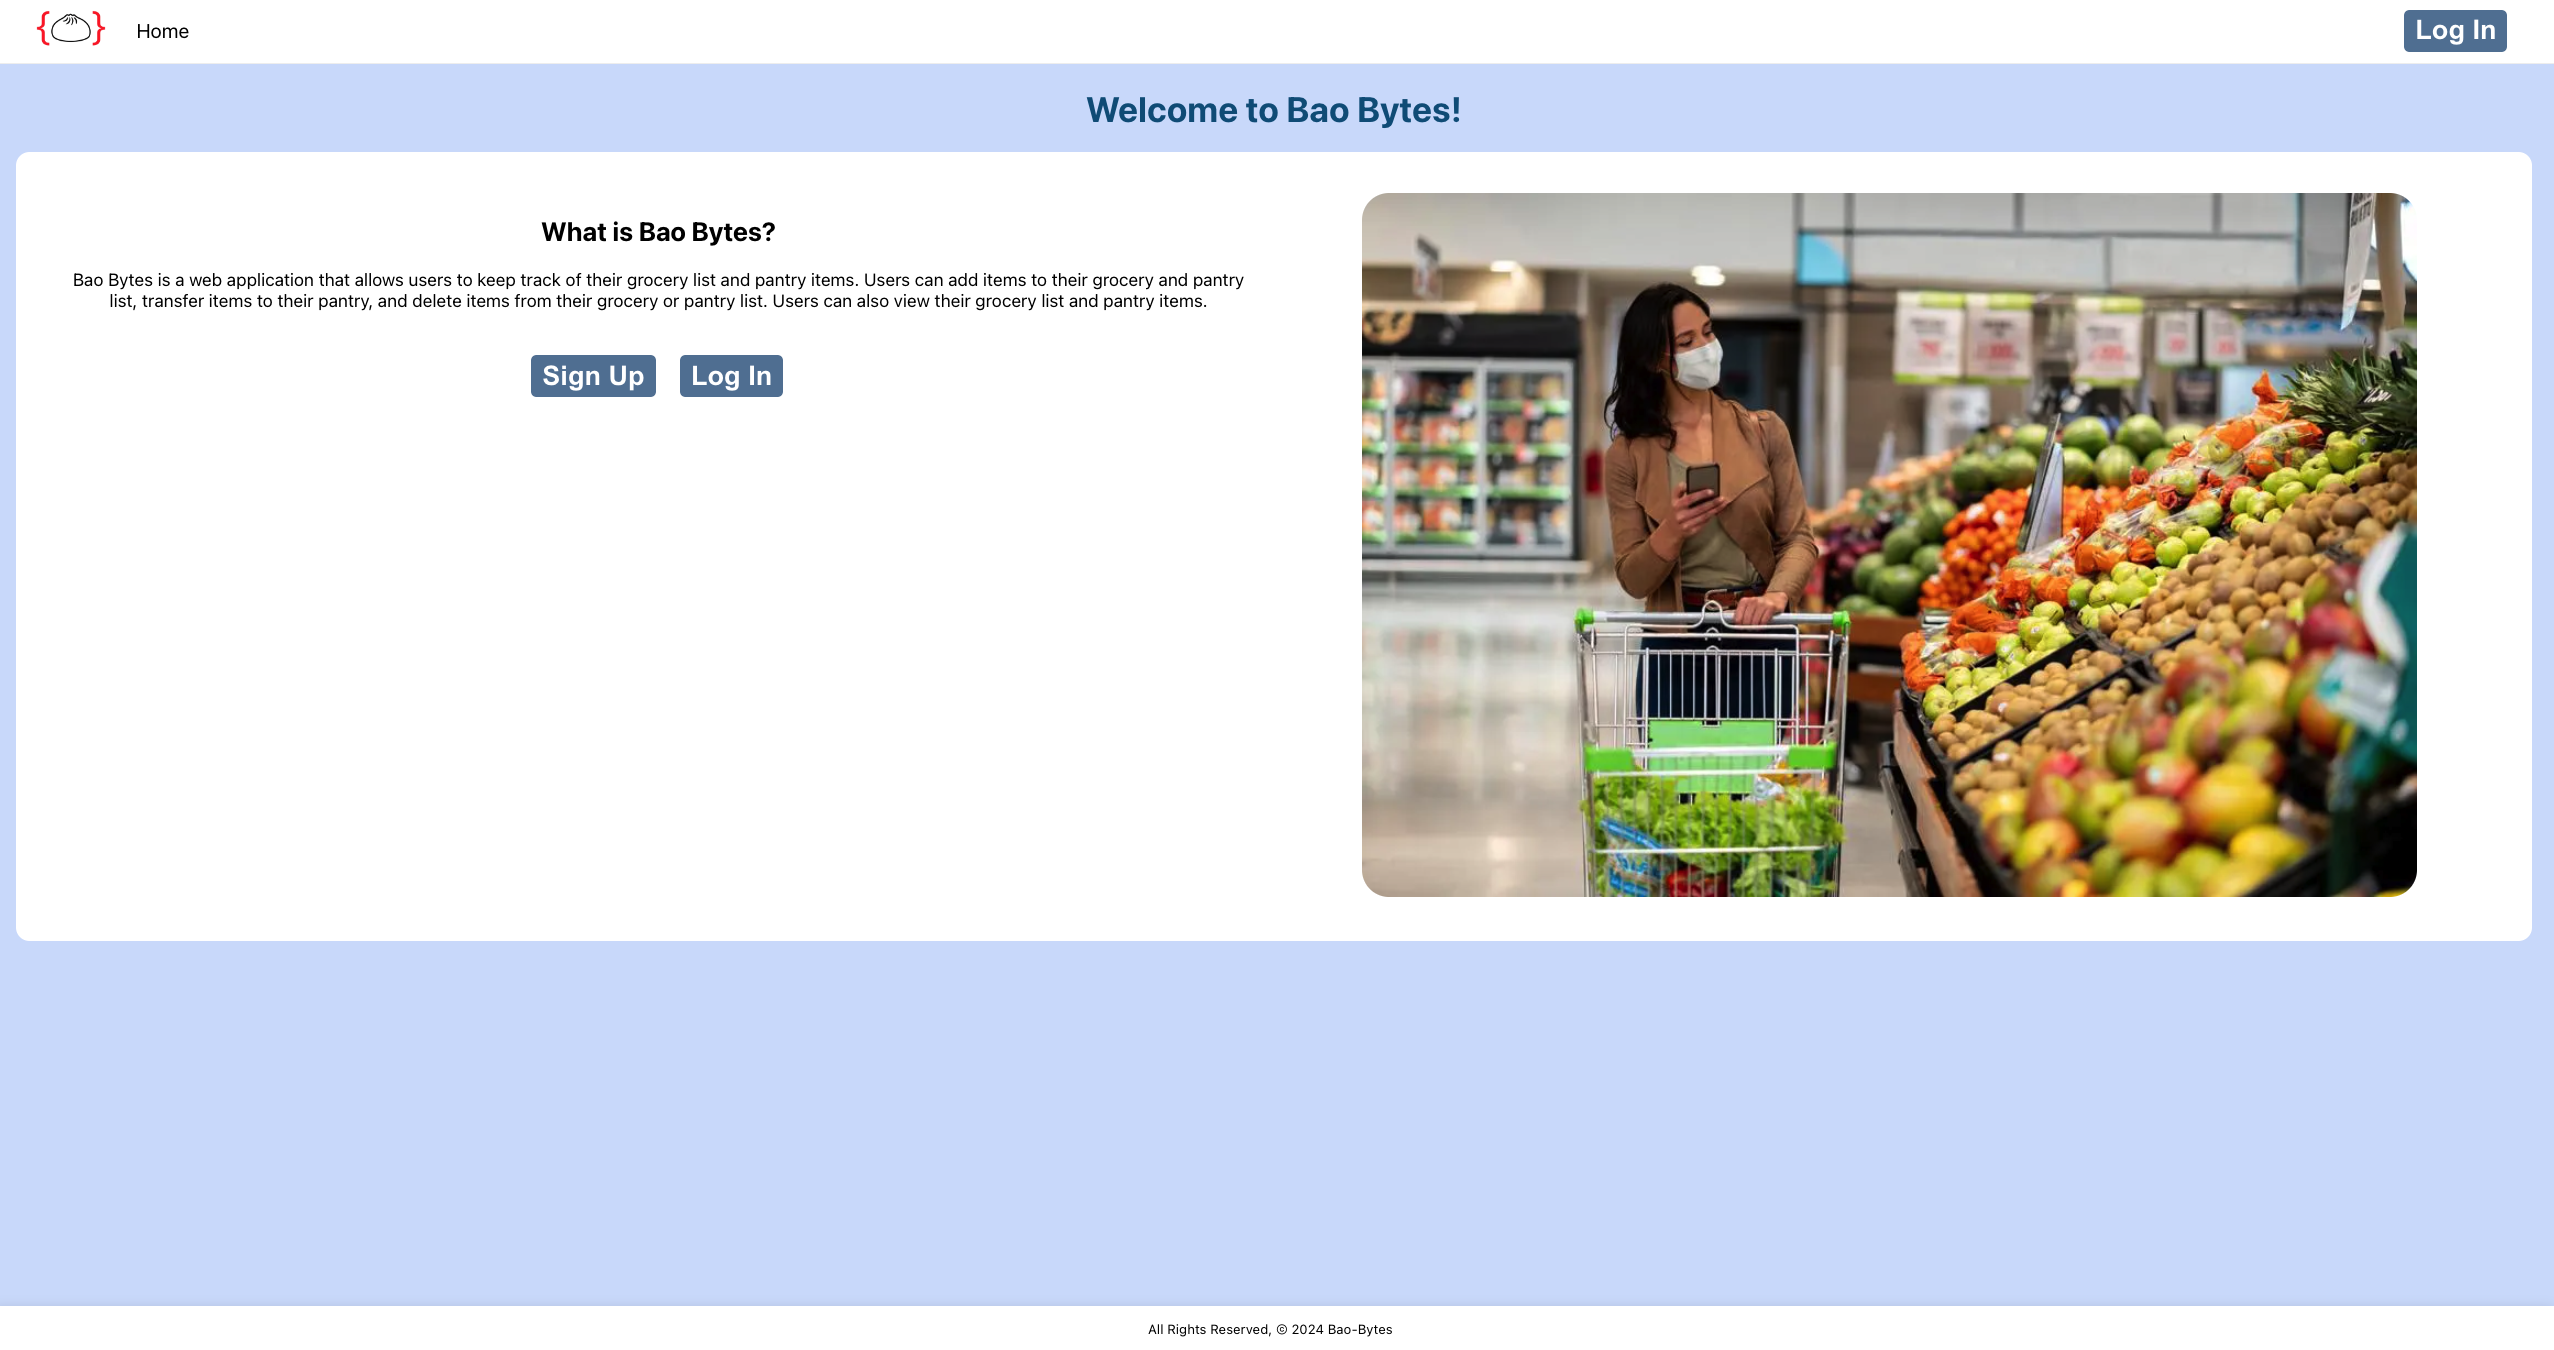 Home
Log In
Welcome to Bao Bytes!
What is Bao Bytes?
Bao Bytes is a web application that allows users to keep track of their grocery list and pantry items. Users can add items to their grocery and pantry
list, transfer items to their pantry, and delete items from their grocery or pantry list. Users can also view their grocery list and pantry items.
Sign Up
Log In
All Rights Reserved, © 2024 Bao-Bytes